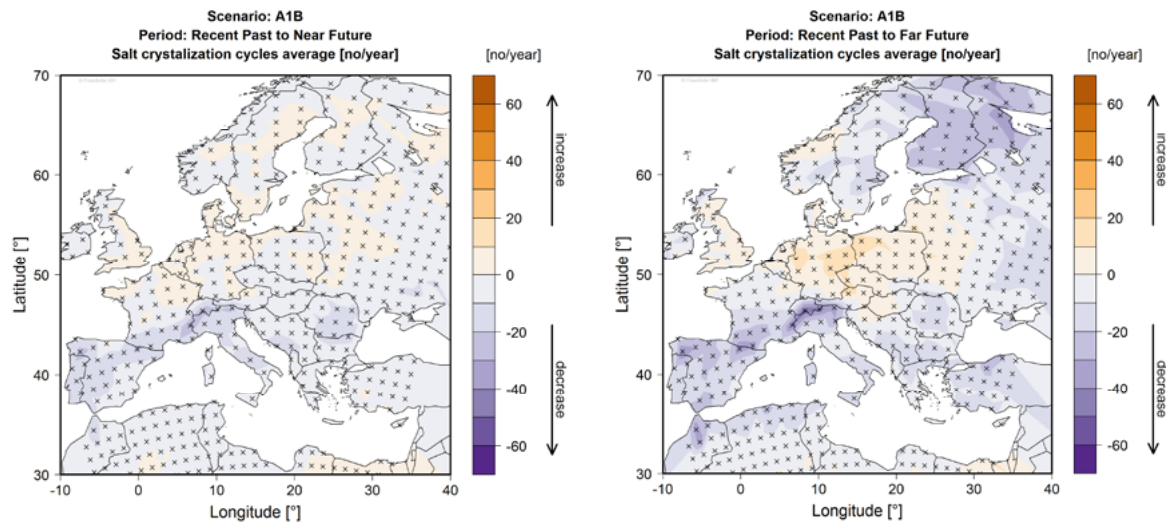 Scenario: A1B
Period: Recent Past to Near Future
Salt crystalization cycles average [no/year]
[no/year]
70
60
50
40
30
Latitude [°]
-10
0
10
20
30
40
Longitude [°]
60
40
20
0
-20
-40
-60
increase
decrease
Scenario: A1B
Period: Recent Past to Far Future
Salt crystalization cycles average [no/year]
[no/year]
70
60
50
40
30
Latitude [°]
-10
0
10
20
30
40
Longitude [°]
60
40
20
0
-20
-40
-60
increase
decrease